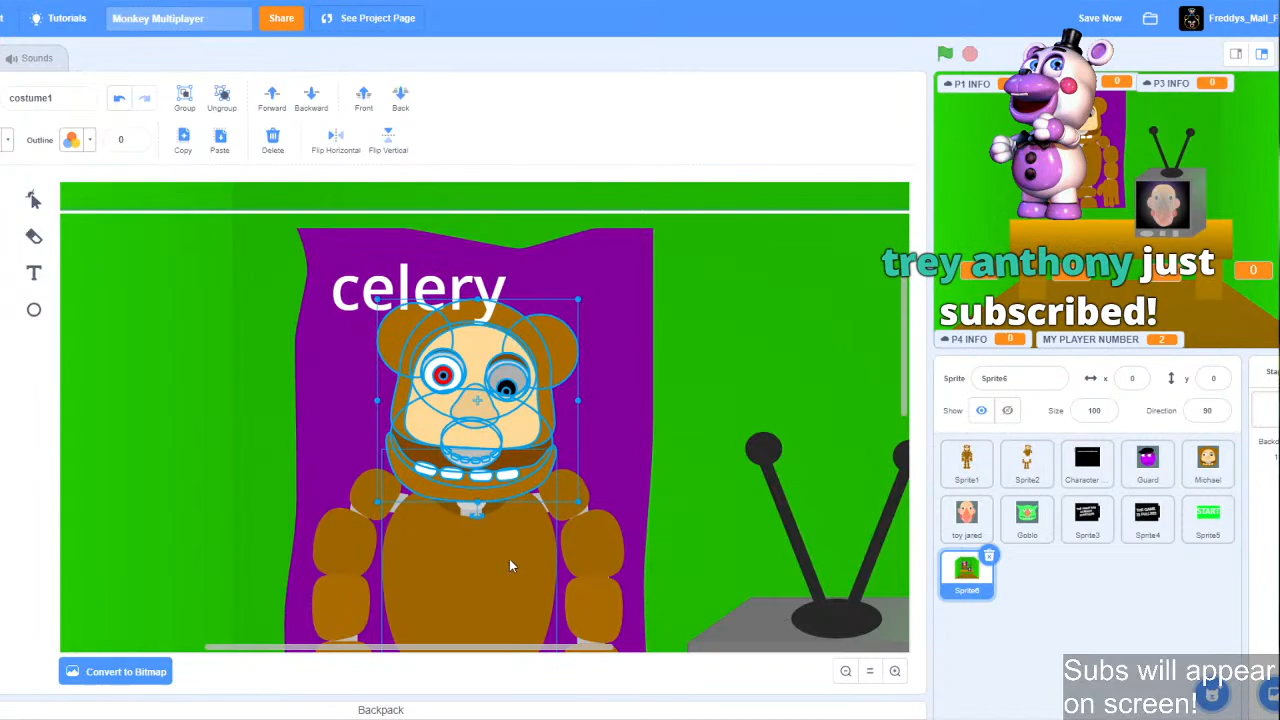 t
Tutorials
Monkey Multiplayer
Share
See Project Page
Save Now
Freddys_Mall_F
Sounds
costume1
Group
Ungroup
Forward
Backward
Front
Back
Outline
0
Copy
Paste
Delete
Flip Horizontal
Flip Vertical
P1 INFO
0
P3 INFO
0
celery
trey anthony just
subscribed!
0
P4 INFO
0
MY PLAYER NUMBER
2
Sprite
Sprite6
x
0
y
0
Show
Size
100
Direction
90
Sprite1
Sprite2
Character ...
Guard
Michael
toy jared
Goblo
Sprite3
Sprite4
START
Sprite5
Sprite6
Convert to Bitmap
Backpack
Subs will appear
on screen!